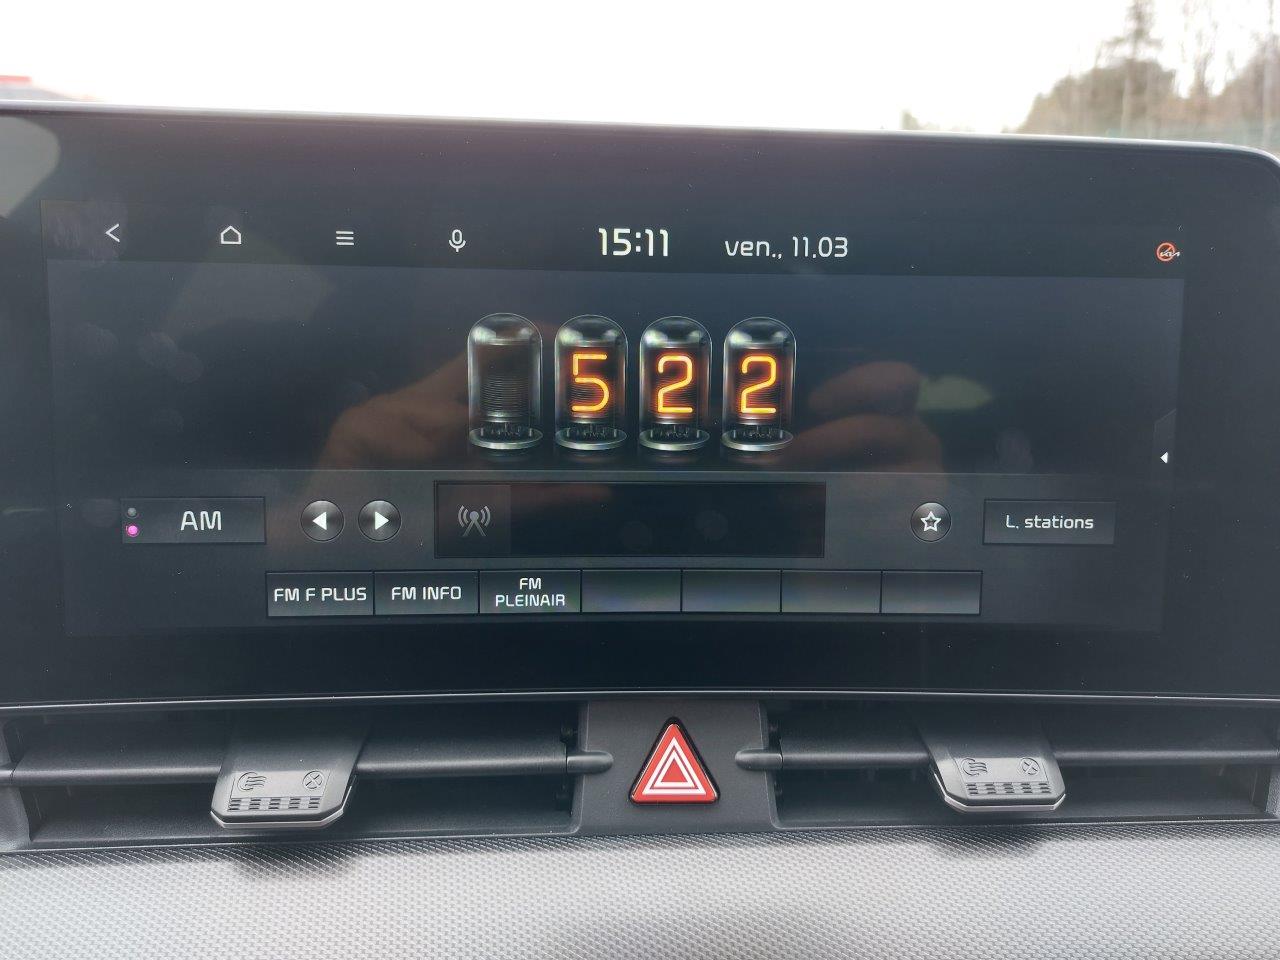 15:11 ven., 11.03
522
AM
L. stations
FM F PLUS
FM INFO
FM
PLEINAIR